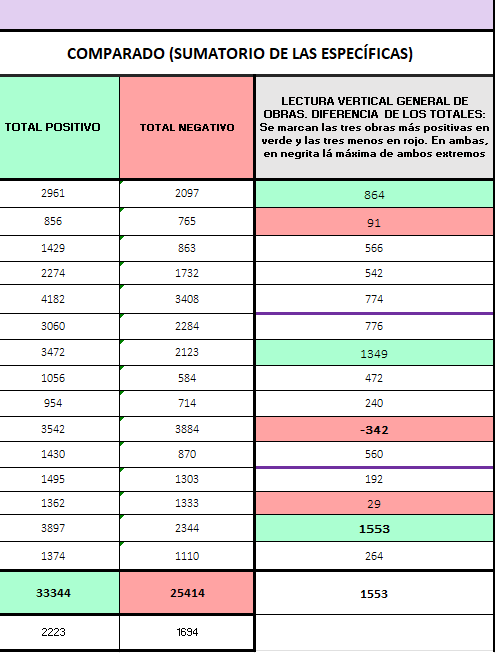 COMPARADO (SUMATORIO DE LAS ESPECÍFICAS)
TOTAL POSITIVO TOTAL NEGATIVO LECTURA VERTICAL GENERAL DE
OBRAS. DIFERENCIA DE LOS TOTALES:
Se marcan las tres obras más positivas en
verde y las tres menos en rojo. En ambas,
en negrita lá máxima de ambos extremos
2961 2097 864
856 765 91
1429 863 566
2274 1732 542
4182 3408 774
3060 2284 776
3472 2123 1349
1056 584 472
954 714 240
3542 3884 -342
1430 870 560
1495 1303 192
1362 1333 29
3897 2344 1553
1374 1110 264
33344 25414 1553
2223 1694